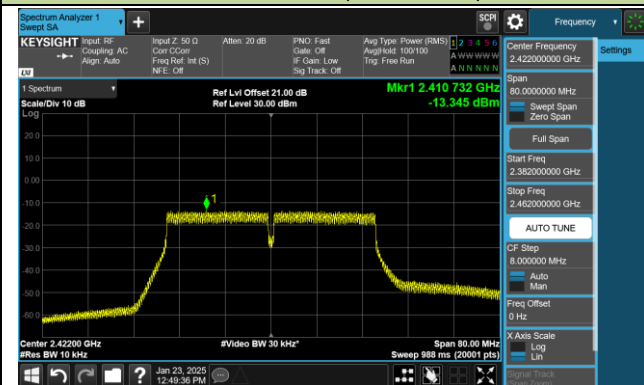 Spectrum Analyzer 1
Swept SA
SCPI
Frequency
KEYSIGHT
Input: RF
Coupling: AC
Align: Auto
Input Z: 50 Ω
Corr CCorr
Freq Ref: Int (S)
NFE: Off
Atten: 20 dB
PNO: Fast
Gate: Off
IF Gain: Low
Sig Track: Off
Avg Type: Power (RMS)
Avg|Hold: 100/100
Trig: Free Run
1 2 3 4 5 6
A W W W W W
A N N N N N
LXI
1 Spectrum
Scale/Div 10 dB
Log
Ref Lvl Offset 21.00 dB
Ref Level 30.00 dBm
Mkr1 2.410 732 GHz
-13.345 dBm
20.0
10.0
0.00
-10.0
-20.0
-30.0
-40.0
-50.0
-60.0
1
Center 2.42200 GHz
#Res BW 10 kHz
#Video BW 30 kHz*
Span 80.00 MHz
Sweep 988 ms (20001 pts)
Jan 23, 2025
12:49:36 PM
Center Frequency
2.422000000 GHz
Settings
Span
80.0000000 MHz
Swept Span
Zero Span
Full Span
Start Freq
2.382000000 GHz
Stop Freq
2.462000000 GHz
AUTO TUNE
CF Step
8.000000 MHz
Auto
Man
Freq Offset
0 Hz
X Axis Scale
Log
Lin
Signal Track
(Span Zoom)